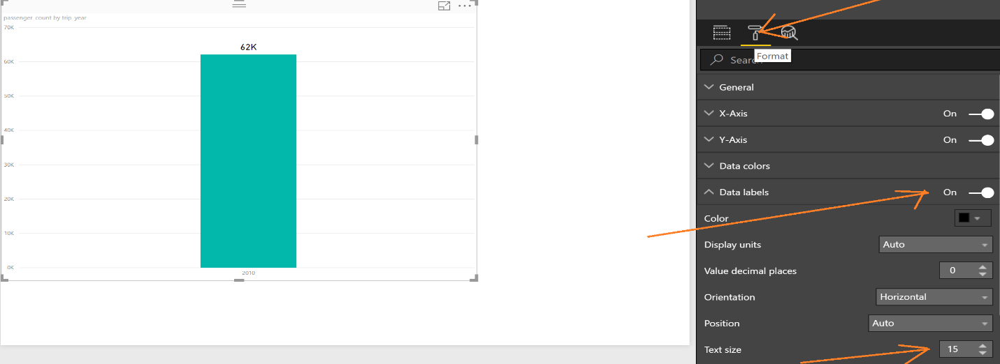 passenger_count by trip_year
70K
62K
60K
50K
40K
30K
20K
10K
0K
2010
Format
Search
General
X-Axis On
Y-Axis On
Data colors
Data labels On
Color
Display units Auto
Value decimal places 0
Orientation Horizontal
Position Auto
Text size 15